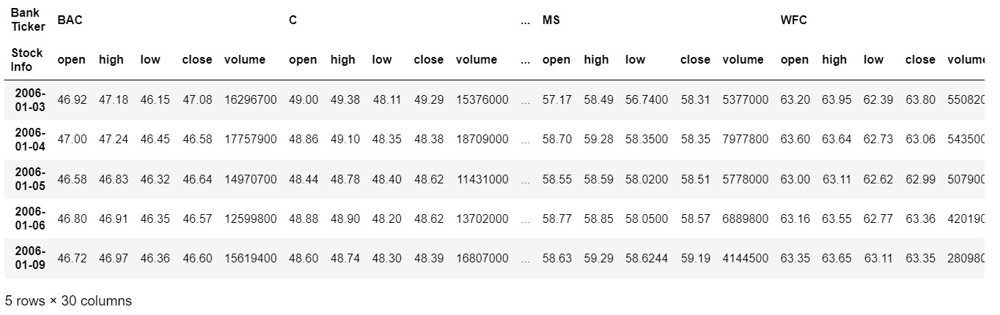 Bank Ticker BAC C ... MS WFC
Stock Info open high low close volume open high low close volume ... open high low close volume open high low close volume
2006-01-03 46.92 47.18 46.15 47.08 16296700 49.00 49.38 48.11 49.29 15376000 ... 57.17 58.49 56.7400 58.31 5377000 63.20 63.95 62.39 63.80 550820
2006-01-04 47.00 47.24 46.45 46.58 17757900 48.86 49.10 48.35 48.38 18709000 ... 58.70 59.28 58.3500 58.35 7977800 63.60 63.64 62.73 63.06 543500
2006-01-05 46.58 46.83 46.32 46.64 14970700 48.44 48.78 48.40 48.62 11431000 ... 58.55 58.59 58.0200 58.51 5778000 63.00 63.11 62.62 62.99 507900
2006-01-06 46.80 46.91 46.35 46.57 12599800 48.88 48.90 48.20 48.62 13702000 ... 58.77 58.85 58.0500 58.57 6889800 63.16 63.55 62.77 63.36 420190
2006-01-09 46.72 46.97 46.36 46.60 15619400 48.60 48.74 48.30 48.39 16807000 ... 58.63 59.29 58.6244 59.19 4144500 63.35 63.65 63.11 63.35 280980
5 rows × 30 columns